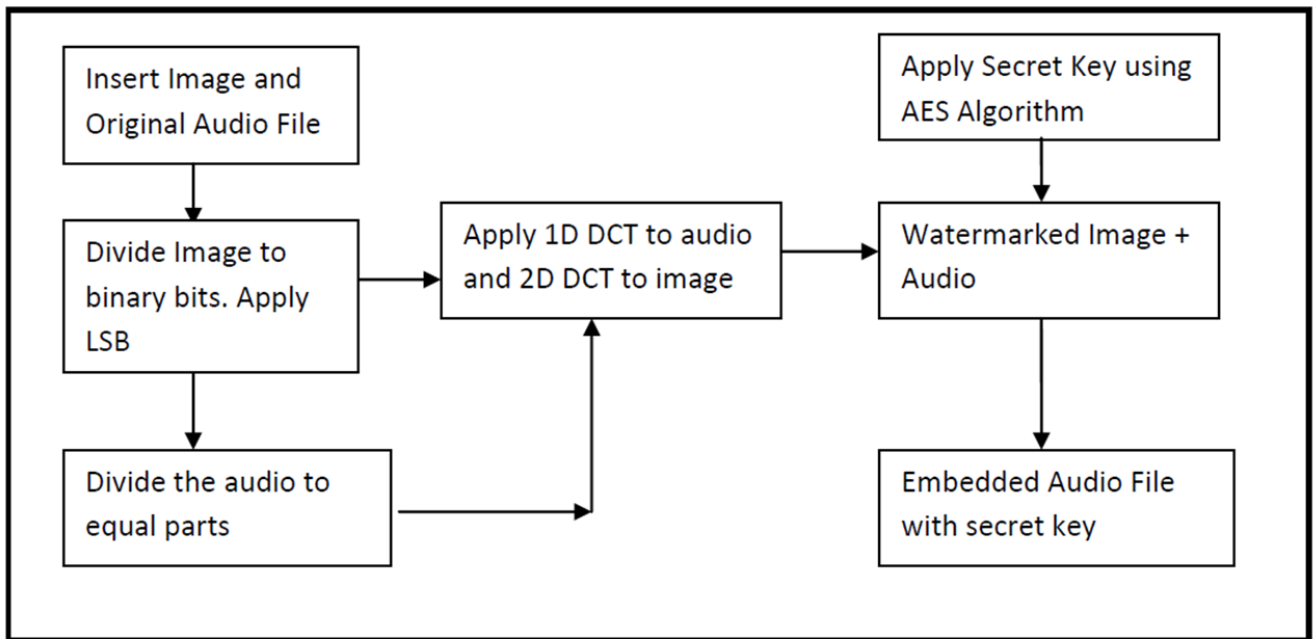 Insert Image and
Original Audio File
Divide Image to
binary bits. Apply
LSB
Divide the audio to
equal parts
Apply 1D DCT to audio
and 2D DCT to image
Apply Secret Key using
AES Algorithm
Watermarked Image +
Audio
Embedded Audio File
with secret key